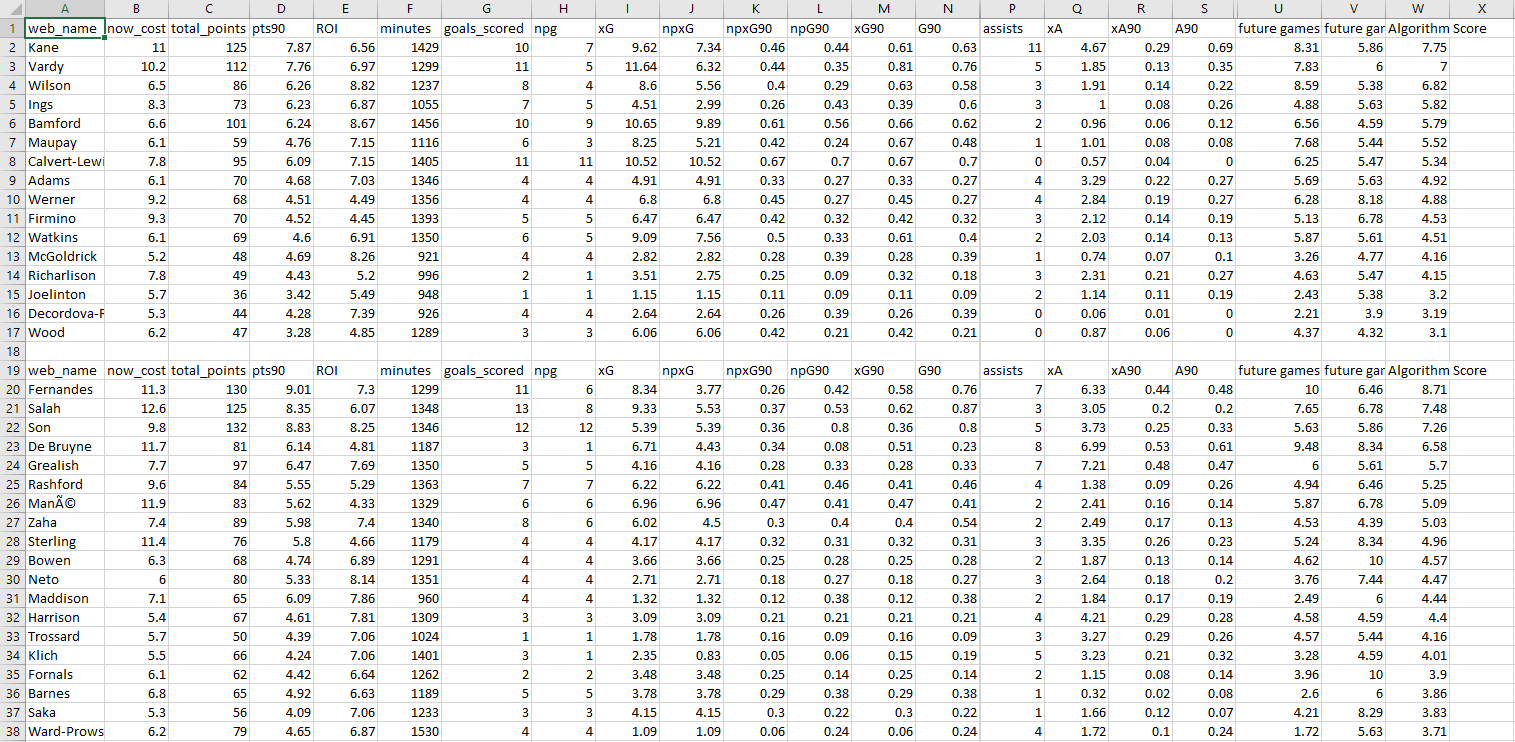 A B C D E F G H I J K L M N P Q R S U V W X
1 web_name now_cost total_points pts90 ROI minutes goals_scored npg xG npxG npxG90 npG90 xG90 G90 assists xA xA90 A90 future games future gar Algorithm Score
2 Kane 11 125 7.87 6.56 1429 10 7 9.62 7.34 0.46 0.44 0.61 0.63 11 4.67 0.29 0.69 8.31 5.86 7.75
3 Vardy 10.2 112 7.76 6.97 1299 11 5 11.64 6.32 0.44 0.35 0.81 0.76 5 1.85 0.13 0.35 7.83 6 7
4 Wilson 6.5 86 6.26 8.82 1237 8 4 8.6 5.56 0.4 0.29 0.63 0.58 3 1.91 0.14 0.22 8.59 5.38 6.82
5 Ings 8.3 73 6.23 6.87 1055 7 5 4.51 2.99 0.26 0.43 0.39 0.6 3 1 0.08 0.26 4.88 5.63 5.82
6 Bamford 6.6 101 6.24 8.67 1456 10 9 10.65 9.89 0.61 0.56 0.66 0.62 2 0.96 0.06 0.12 6.56 4.59 5.79
7 Maupay 6.1 59 4.76 7.15 1116 6 3 8.25 5.21 0.42 0.24 0.67 0.48 1 1.01 0.08 0.08 7.68 5.44 5.52
8 Calvert-Lewi 7.8 95 6.09 7.15 1405 11 11 10.52 10.52 0.67 0.7 0.67 0.7 0 0.57 0.04 0 6.25 5.47 5.34
9 Adams 6.1 70 4.68 7.03 1346 4 4 4.91 4.91 0.33 0.27 0.33 0.27 4 3.29 0.22 0.27 5.69 5.63 4.92
10 Werner 9.2 68 4.51 4.49 1356 4 4 6.8 6.8 0.45 0.27 0.45 0.27 4 2.84 0.19 0.27 6.28 8.18 4.88
11 Firmino 9.3 70 4.52 4.45 1393 5 5 6.47 6.47 0.42 0.32 0.42 0.32 3 2.12 0.14 0.19 5.13 6.78 4.53
12 Watkins 6.1 69 4.6 6.91 1350 6 5 9.09 7.56 0.5 0.33 0.61 0.4 2 2.03 0.14 0.13 5.87 5.61 4.51
13 McGoldrick 5.2 48 4.69 8.26 921 4 4 2.82 2.82 0.28 0.39 0.28 0.39 1 0.74 0.07 0.1 3.26 4.77 4.16
14 Richarlison 7.8 49 4.43 5.2 996 2 1 3.51 2.75 0.25 0.09 0.32 0.18 3 2.31 0.21 0.27 4.63 5.47 4.15
15 Joelinton 5.7 36 3.42 5.49 948 1 1 1.15 1.15 0.11 0.09 0.11 0.09 2 1.14 0.11 0.19 2.43 5.38 3.2
16 Decordova-F 5.3 44 4.28 7.39 926 4 4 2.64 2.64 0.26 0.39 0.26 0.39 0 0.06 0.01 0 2.21 3.9 3.19
17 Wood 6.2 47 3.28 4.85 1289 3 3 6.06 6.06 0.42 0.21 0.42 0.21 0 0.87 0.06 0 4.37 4.32 3.1
18
19 web_name now_cost total_points pts90 ROI minutes goals_scored npg xG npxG npxG90 npG90 xG90 G90 assists xA xA90 A90 future games future gar Algorithm Score
20 Fernandes 11.3 130 9.01 7.3 1299 11 6 8.34 3.77 0.26 0.42 0.58 0.76 7 6.33 0.44 0.48 10 6.46 8.71
21 Salah 12.6 125 8.35 6.07 1348 13 8 9.33 5.53 0.37 0.53 0.62 0.87 3 3.05 0.2 0.2 7.65 6.78 7.48
22 Son 9.8 132 8.83 8.25 1346 12 12 5.39 5.39 0.36 0.8 0.36 0.8 5 3.73 0.25 0.33 5.63 5.86 7.26
23 De Bruyne 11.7 81 6.14 4.81 1187 3 1 6.71 4.43 0.34 0.08 0.51 0.23 8 6.99 0.53 0.61 9.48 8.34 6.58
24 Grealish 7.7 97 6.47 7.69 1350 5 5 4.16 4.16 0.28 0.33 0.28 0.33 7 7.21 0.48 0.47 6 5.61 5.7
25 Rashford 9.6 84 5.55 5.29 1363 7 7 6.22 6.22 0.41 0.46 0.41 0.46 4 1.38 0.09 0.26 4.94 6.46 5.25
26 ManÃ© 11.9 83 5.62 4.33 1329 6 6 6.96 6.96 0.47 0.41 0.47 0.41 2 2.41 0.16 0.14 5.87 6.78 5.09
27 Zaha 7.4 89 5.98 7.4 1340 8 6 6.02 4.5 0.3 0.4 0.4 0.54 2 2.49 0.17 0.13 4.53 4.39 5.03
28 Sterling 11.4 76 5.8 4.66 1179 4 4 4.17 4.17 0.32 0.31 0.32 0.31 3 3.35 0.26 0.23 5.24 8.34 4.96
29 Bowen 6.3 68 4.74 6.89 1291 4 4 3.66 3.66 0.25 0.28 0.25 0.28 2 1.87 0.13 0.14 4.62 10 4.57
30 Neto 6 80 5.33 8.14 1351 4 4 2.71 2.71 0.18 0.27 0.18 0.27 3 2.64 0.18 0.2 3.76 7.44 4.47
31 Maddison 7.1 65 6.09 7.86 960 4 4 1.32 1.32 0.12 0.38 0.12 0.38 2 1.84 0.17 0.19 2.49 6 4.44
32 Harrison 5.4 67 4.61 7.81 1309 3 3 3.09 3.09 0.21 0.21 0.21 0.21 4 4.21 0.29 0.28 4.58 4.59 4.4
33 Trossard 5.7 50 4.39 7.06 1024 1 1 1.78 1.78 0.16 0.09 0.16 0.09 3 3.27 0.29 0.26 4.57 5.44 4.16
34 Klich 5.5 66 4.24 7.06 1401 3 1 2.35 0.83 0.05 0.06 0.15 0.19 5 3.23 0.21 0.32 3.28 4.59 4.01
35 Fornals 6.1 62 4.42 6.64 1262 2 2 3.48 3.48 0.25 0.14 0.25 0.14 2 1.15 0.08 0.14 3.96 10 3.9
36 Barnes 6.8 65 4.92 6.63 1189 5 5 3.78 3.78 0.29 0.38 0.29 0.38 1 0.32 0.02 0.08 2.6 6 3.86
37 Saka 5.3 56 4.09 7.06 1233 3 3 4.15 4.15 0.3 0.22 0.3 0.22 1 1.66 0.12 0.07 4.21 8.29 3.83
38 Ward-Prows 6.2 79 4.65 6.87 1530 4 4 1.09 1.09 0.06 0.24 0.06 0.24 4 1.72 0.1 0.24 1.72 5.63 3.71